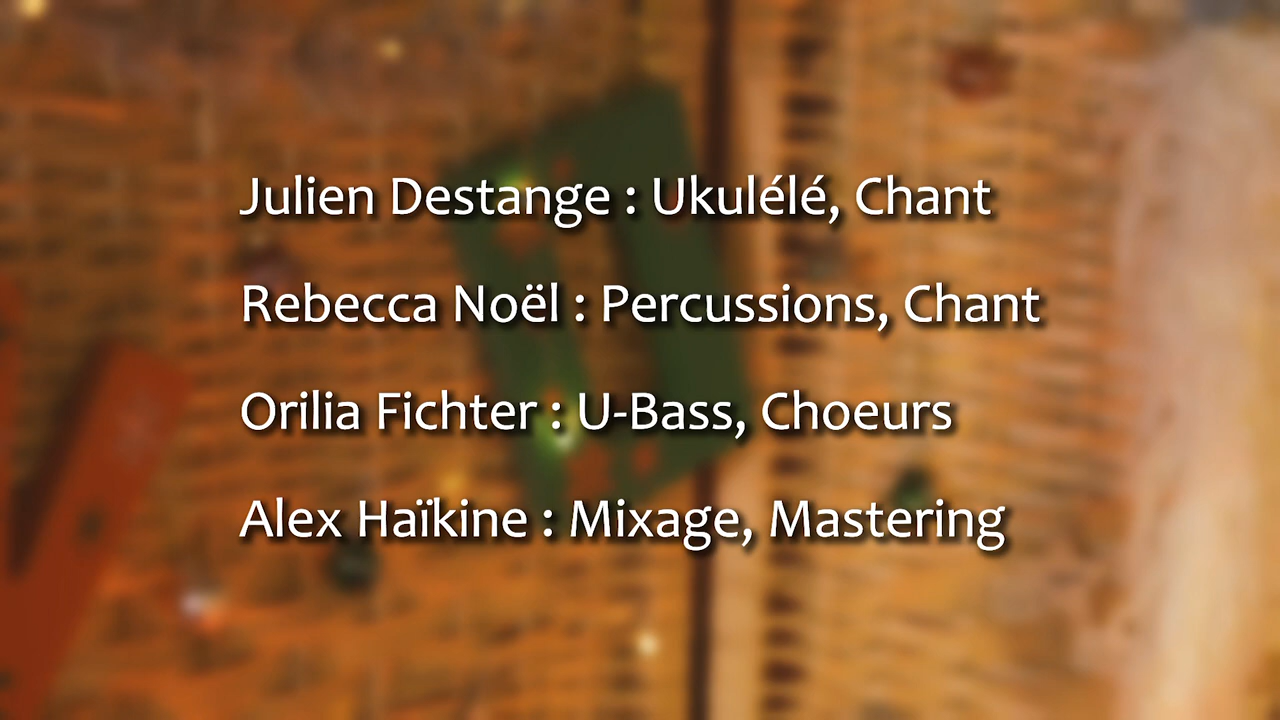 Julien Destange : Ukulélé, Chant
Rebecca Noël : Percussions, Chant
Orilia Fichter : U-Bass, Choeurs
Alex Haïkine : Mixage, Mastering